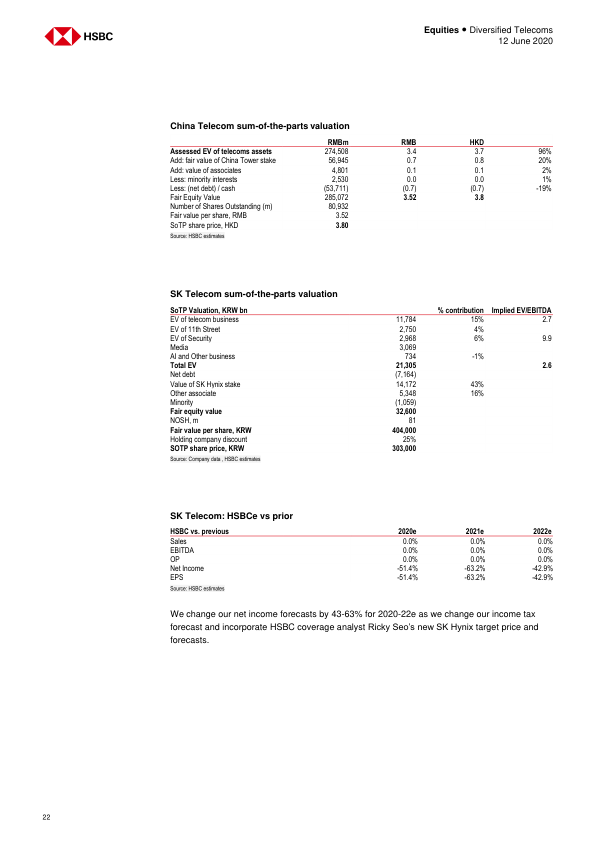 HSBC
Equities ● Diversified Telecoms
12 June 2020
China Telecom sum-of-the-parts valuation
RMBm RMB HKD
Assessed EV of telecoms assets 274,508 3.4 3.7 96%
Add: fair value of China Tower stake 56,945 0.7 0.8 20%
Add: value of associates 4,801 0.1 0.1 2%
Less: minority interests 2,530 0.0 0.0 1%
Less: (net debt) / cash (53,711) (0.7) (0.7) -19%
Fair Equity Value 285,072 3.52 3.8
Number of Shares Outstanding (m) 80,932
Fair value per share, RMB 3.52
SoTP share price, HKD 3.80
Source: HSBC estimates
SK Telecom sum-of-the-parts valuation
SoTP Valuation, KRW bn % contribution Implied EV/EBITDA
EV of telecom business 11,784 15% 2.7
EV of 11th Street 2,750 4%
EV of Security 2,968 6% 9.9
Media 3,069
AI and Other business 734 -1%
Total EV 21,305 2.6
Net debt (7,164)
Value of SK Hynix stake 14,172 43%
Other associate 5,348 16%
Minority (1,059)
Fair equity value 32,600
NOSH, m 81
Fair value per share, KRW 404,000
Holding company discount 25%
SOTP share price, KRW 303,000
Source: Company data , HSBC estimates
SK Telecom: HSBCe vs prior
HSBC vs. previous 2020e 2021e 2022e
Sales 0.0% 0.0% 0.0%
EBITDA 0.0% 0.0% 0.0%
OP 0.0% 0.0% 0.0%
Net Income -51.4% -63.2% -42.9%
EPS -51.4% -63.2% -42.9%
Source: HSBC estimates
We change our net income forecasts by 43-63% for 2020-22e as we change our income tax
forecast and incorporate HSBC coverage analyst Ricky Seo's new SK Hynix target price and
forecasts.
22